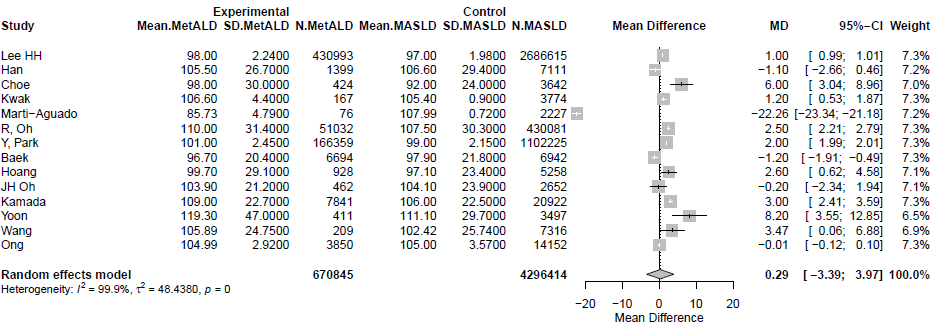 Experimental Control
Study Mean.MetALD SD.MetALD N.MetALD Mean.MASLD SD.MASLD N.MASLD Mean Difference MD 95%−CI Weight
Lee HH 98.00 2.2400 430993 97.00 1.9800 2686615 1.00 [ 0.99; 1.01] 7.3%
Han 105.50 26.7000 1399 106.60 29.4000 7111 −1.10 [ −2.66; 0.46] 7.3%
Choe 98.00 30.0000 424 92.00 24.0000 3642 6.00 [ 3.04; 8.96] 7.0%
Kwak 106.60 4.4000 167 105.40 0.9000 3774 1.20 [ 0.53; 1.87] 7.3%
Marti−Aguado 85.73 4.7900 76 107.99 0.7200 2227 −22.26 [−23.34; −21.18] 7.2%
R, Oh 110.00 31.4000 51032 107.50 30.3000 430081 2.50 [ 2.21; 2.79] 7.3%
Y, Park 101.00 2.4500 166359 99.00 2.1500 1102225 2.00 [ 1.99; 2.01] 7.3%
Baek 96.70 20.4000 6694 97.90 21.8000 6942 −1.20 [ −1.91; −0.49] 7.3%
Hoang 99.70 29.1000 928 97.10 23.4000 5258 2.60 [ 0.62; 4.58] 7.1%
JH Oh 103.90 21.2000 462 104.10 23.9000 2652 −0.20 [ −2.34; 1.94] 7.1%
Kamada 109.00 22.7000 7841 106.00 22.5000 20922 3.00 [ 2.41; 3.59] 7.3%
Yoon 119.30 47.0000 411 111.10 29.7000 3497 8.20 [ 3.55; 12.85] 6.5%
Wang 105.89 24.7500 209 102.42 25.7400 7316 3.47 [ 0.06; 6.88] 6.9%
Ong 104.99 2.9200 3850 105.00 3.5700 14152 −0.01 [ −0.12; 0.10] 7.3%
Random effects model 670845 4296414 0.29 [ −3.39; 3.97] 100.0%
Heterogeneity: I² = 99.9%, τ² = 48.4380, p = 0
−20 −10 0 10 20
Mean Difference